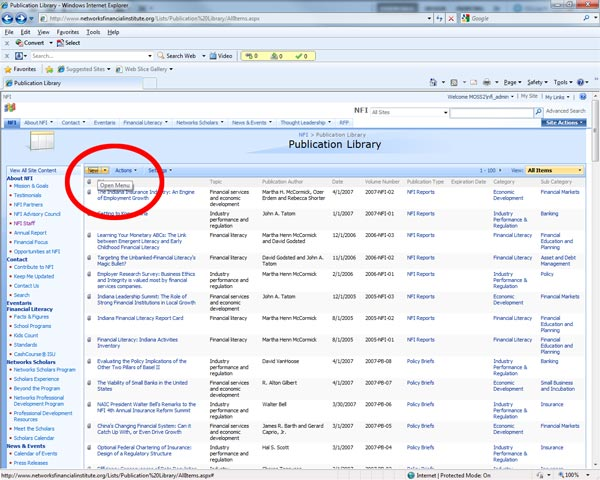 Publication Library - Windows Internet Explorer
http://www.networksfinancialinstitute.org/Lists/Publication%20Library/AllItems.aspx
Google
File Edit View Favorites Tools Help
Convert Select
Search... Search Web Video 0 0 0
Favorites Suggested Sites Web Slice Gallery
Publication Library Page Safety Tools
NFI Welcome MOSS2\nfi_admin My Site My Links
NFI All Sites Advanced Search
NFI About NFI Contact Eventaris Financial Literacy Networks Scholars News & Events Thought Leadership RFP Site Actions
NFI > Publication Library
Publication Library
View All Site Content
New Actions Settings 1 - 100 View: All Items
Open Menu
Topic Publication Author Date Volume Number Publication Type Expiration Date Category Sub Category
The Indiana Insurance Industry: An Engine of Employment Growth Financial services and economic development Martha H. McCormick, Ozer Erdem and Rebecca Shorter 2/1/2007 2007-NFI-02 NFI Reports Economic Development Financial Markets
Industry performance and regulation John A. Tatom 1/1/2007 2007-NFI-01 NFI Reports Industry performance and regulation Banking
Learning Your Monetary ABCs: The Link between Emergent Literacy and Early Childhood Financial Literacy Financial literacy Martha Henn McCormick and David Godsted 2/1/2006 2006-NFI-03 NFI Reports Financial Literacy Financial Education and Planning
Targeting the Unbanked-Financial Literacy's Magic Bullet? Financial literacy David Godsted and Martha Henn McCormick 2/1/2006 2006-NFI-02 NFI Reports Financial Literacy Asset and Debt Management
Employer Research Survey: Business Ethics and Integrity is valued most by financial services companies. Industry performance and regulation Martha Henn McCormick 1/1/2006 2006-NFI-01 NFI Reports Industry performance and regulation Policy
Indiana Leadership Summit: The Role of Strong Financial Institutions in Local Growth Financial services and economic development John A. Tatom 12/1/2005 2005-NFI-03 NFI Reports Economic Development Financial Markets
Indiana Financial Literacy Report Card Financial literacy Martha Henn McCormick 8/1/2005 2005-NFI-02 NFI Reports Financial Literacy Financial Education and Planning
Financial Literacy: Indiana Activities Inventory Financial literacy Martha Henn McCormick 4/1/2005 2005-NFI-01 NFI Reports Financial Literacy Financial Education and Planning
Evaluating the Policy Implications of the Other Two Pillars of Basel II Industry performance and regulation David VanHoose 4/1/2007 2007-PB-08 Policy Briefs Industry performance and regulation Banking
The Viability of Small Banks in the United States Financial services and economic development R. Alton Gilbert 4/1/2007 2007-PB-07 Policy Briefs Economic Development Small Business and Incubation
NAIC President Walter Bell's Remarks to the NFI 4th Annual Insurance Reform Summit Industry performance and regulation Walter Bell 3/30/2007 2007-PB-06 Policy Briefs Industry performance and regulation Insurance
China's Changing Financial System: Can it Catch Up With, or Even Drive Growth Financial services and economic development James R. Barth and Gerard Caprio, Jr. 3/1/2007 2007-PB-05 Policy Briefs Economic Development Financial Markets
Optional Federal Chartering of Insurance: Design of a Regulatory Structure Industry performance and regulation Hal S. Scott 3/1/2007 2007-PB-04 Policy Briefs Industry performance and regulation Insurance
About NFI
Mission & Goals
Testimonials
NFI Partners
NFI Advisory Council
NFI Staff
Annual Report
Financial Focus
Opportunities at NFI
Contact
Contribute to NFI
Keep Me Updated
Contact Us
Search
Eventaris
Financial Literacy
Facts & Figures
School Programs
Kids Count
Standards
CashCourse@ISU
Networks Scholars
Networks Scholars Program
Scholars Experience
Beyond the Program
Networks Professional Development Program
Professional Development Resources
Meet the Scholars
Scholars Calendar
News & Events
Calendar of Events
Press Releases
http://www.networksfinancialinstitute.org/Lists/Publication%20Library/AllItems.aspx# Internet | Protected Mode: On 100%